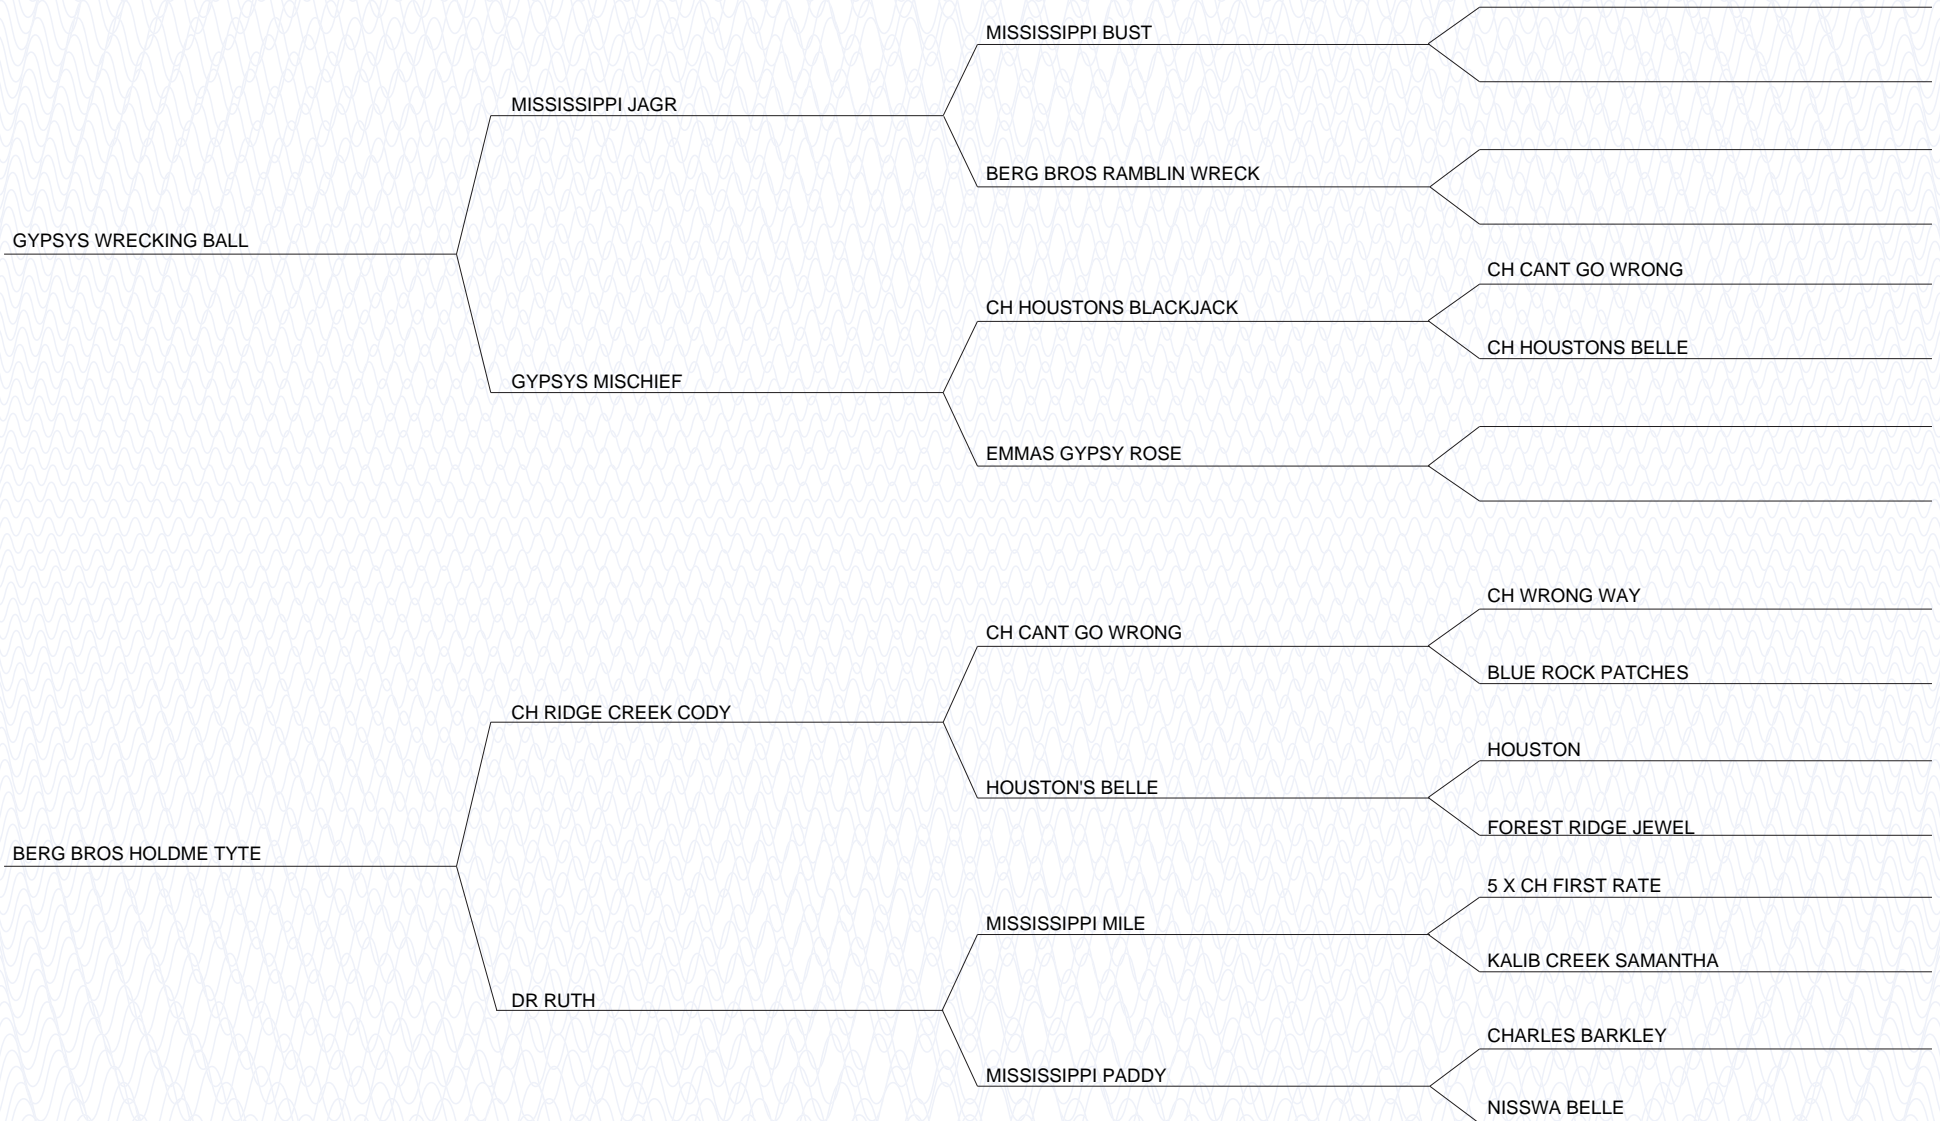 MISSISSIPPI BUST
MISSISSIPPI JAGR
BERG BROS RAMBLIN WRECK
GYPSYS WRECKING BALL
CH CANT GO WRONG
CH HOUSTONS BLACKJACK
CH HOUSTONS BELLE
GYPSYS MISCHIEF
EMMAS GYPSY ROSE
CH WRONG WAY
CH CANT GO WRONG
BLUE ROCK PATCHES
CH RIDGE CREEK CODY
HOUSTON
HOUSTON'S BELLE
FOREST RIDGE JEWEL
BERG BROS HOLDME TYTE
5 X CH FIRST RATE
MISSISSIPPI MILE
KALIB CREEK SAMANTHA
DR RUTH
CHARLES BARKLEY
MISSISSIPPI PADDY
NISSWA BELLE